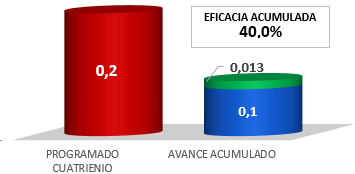 EFICACIA ACUMULADA
40,0%
0,2
0,013
0,1
PROGRAMADO
CUATRIENIO
AVANCE ACUMULADO